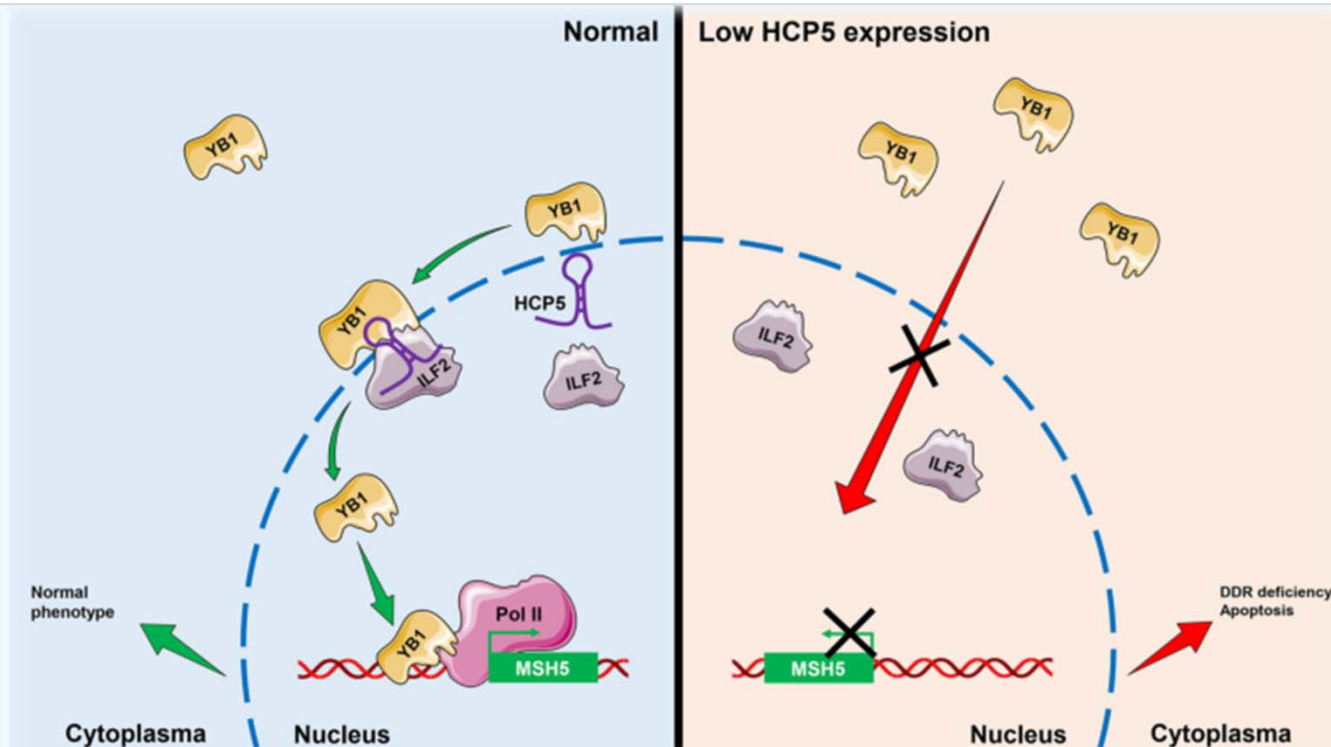 Normal
Low HCP5 expression
YB1
YB1
YB1
HCP5
ILF2
ILF2
YB1
YB1
Pol II
MSH5
Normal
phenotype
Cytoplasma
Nucleus
YB1
YB1
YB1
ILF2
ILF2
MSH5
DDR deficiency
Apoptosis
Nucleus
Cytoplasma